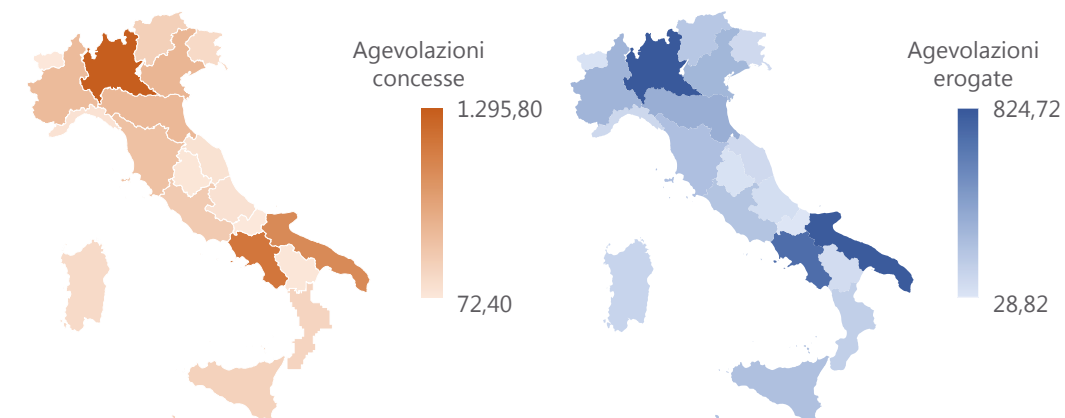 Agevolazioni
concesse
1.295,80
72,40
Agevolazioni
erogate
824,72
28,82